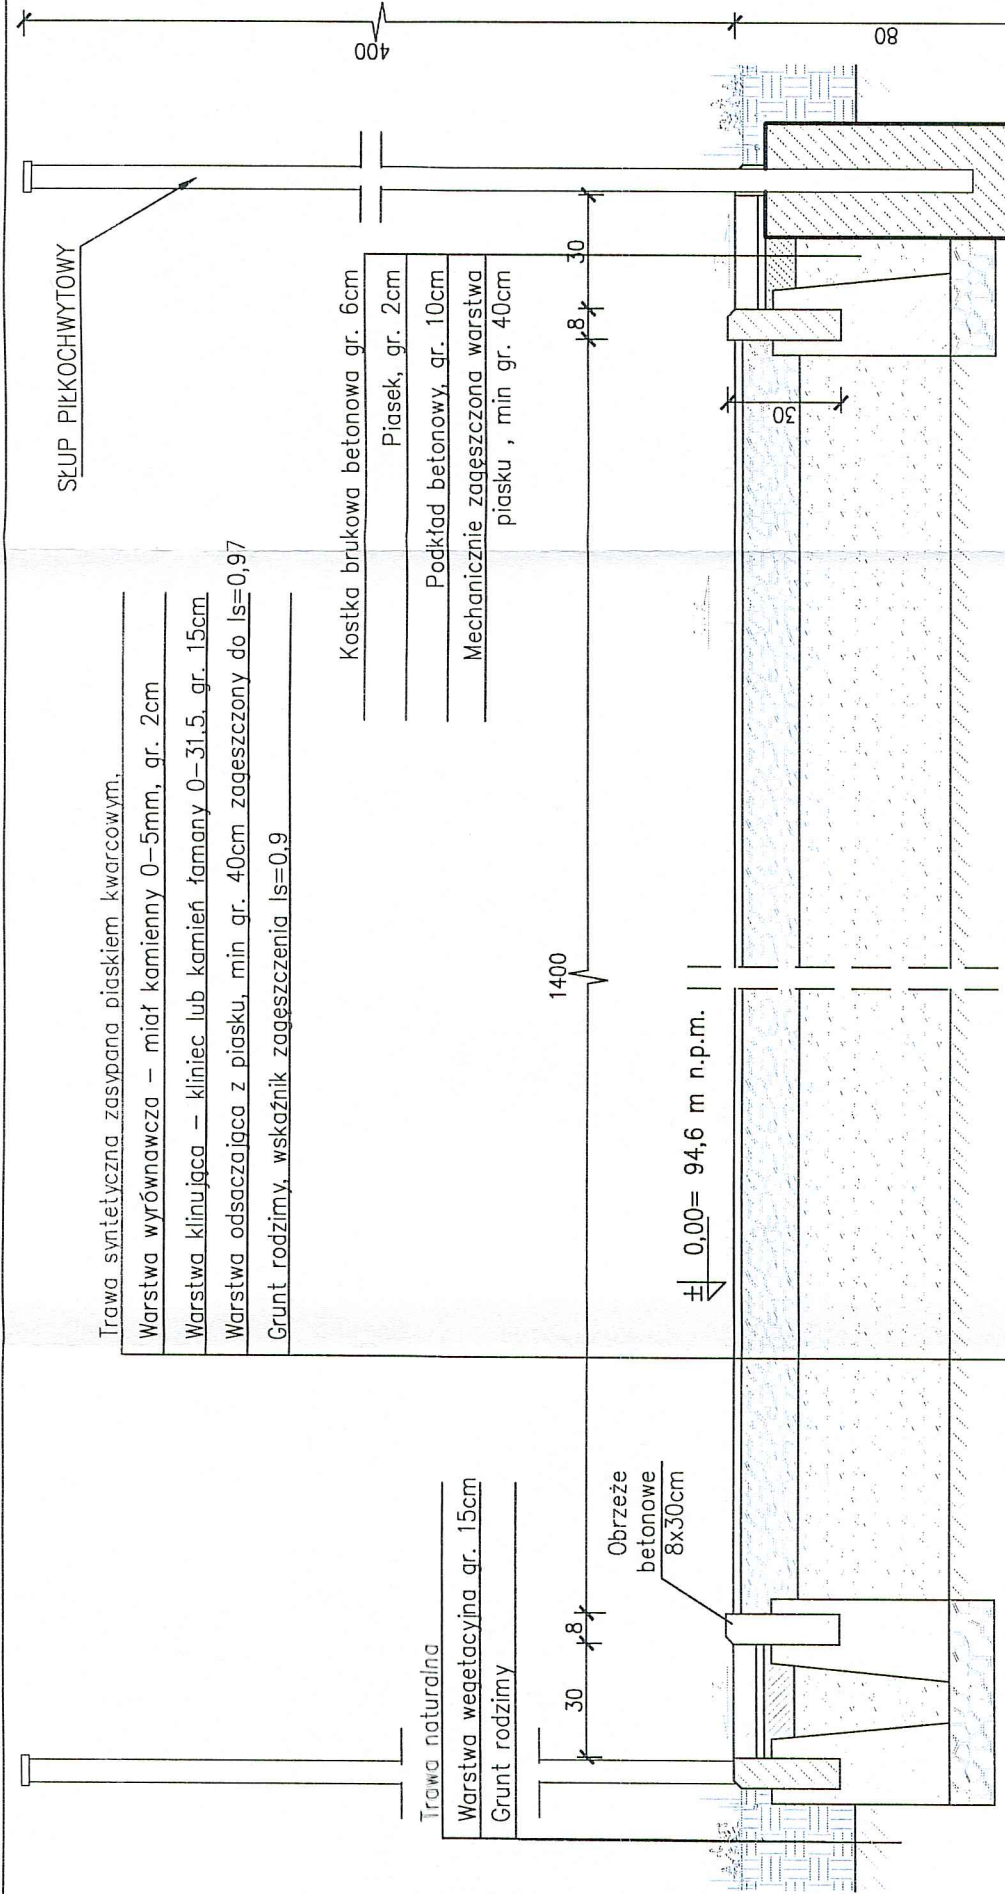 SŁUP PIŁKOCHWYTOWY
Trawa syntetyczna zasypana piaskiem kwarcowym,
Warstwa wyrównawcza – miał kamienny 0–5mm, gr. 2cm
Warstwa klinująca – kliniec lub kamień łamany 0–31,5, gr. 15cm
Warstwa odsaczająca z piasku, min gr. 40cm zagęszczony do Is=0,97
Grunt rodzimy, wskaźnik zagęszczenia Is=0,9
Kostka brukowa betonowa gr. 6cm
Piasek, gr. 2cm
Podkład betonowy, gr. 10cm
Mechanicznie zagęszczona warstwa
piasku , min gr. 40cm
Trawa naturalna
Warstwa wegetacyjna gr. 15cm
Grunt rodzimy
Obrzeże
betonowe
8x30cm
± 0,00= 94,6 m n.p.m.
30
8
1400
8
30
30
400
80